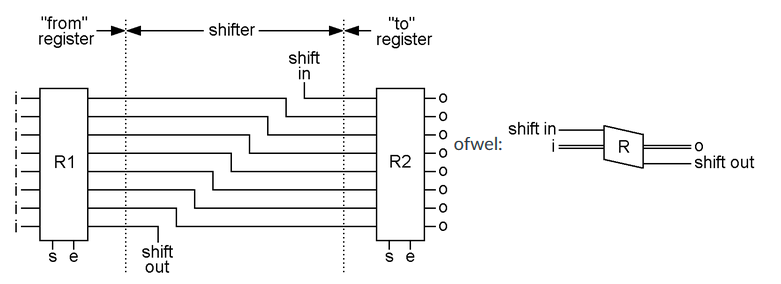 "from"
register
shifter
"to"
register
shift
in
i
i
i
i
i
i
i
i
R1
R2
o
o
o
o
o
o
o
o
shift
out
s e
s e
ofwel:
shift in
i
R
o
shift out